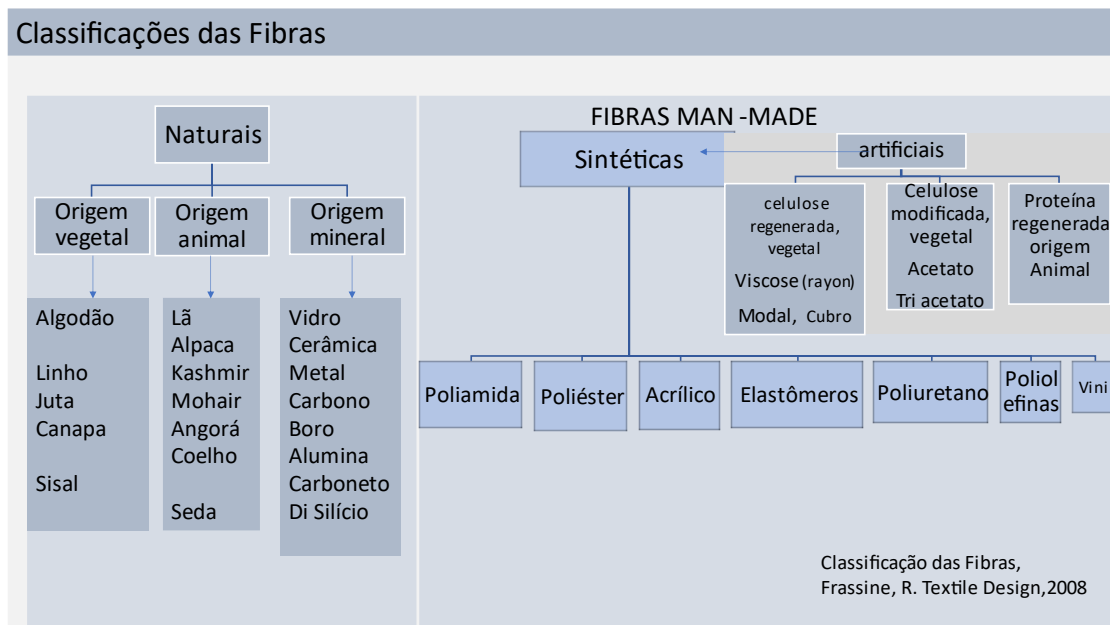 Classificações das Fibras
Naturais
Origem
vegetal
Origem
animal
Origem
mineral
Algodão
Linho
Juta
Canapa
Sisal
Lã
Alpaca
Kashmir
Mohair
Angorá
Coelho
Seda
Vidro
Cerâmica
Metal
Carbono
Boro
Alumina
Carboneto
Di Silício
FIBRAS MAN -MADE
Sintéticas
artificiais
celulose
regenerada,
vegetal
Viscose (rayon)
Modal, Cubro
Celulose
modificada,
vegetal
Acetato
Tri acetato
Proteína
regenerada
origem
Animal
Poliamida
Poliéster
Acrílico
Elastômeros
Poliuretano
Poliol
efinas
Vini
Classificação das Fibras,
Frassine, R. Textile Design,2008